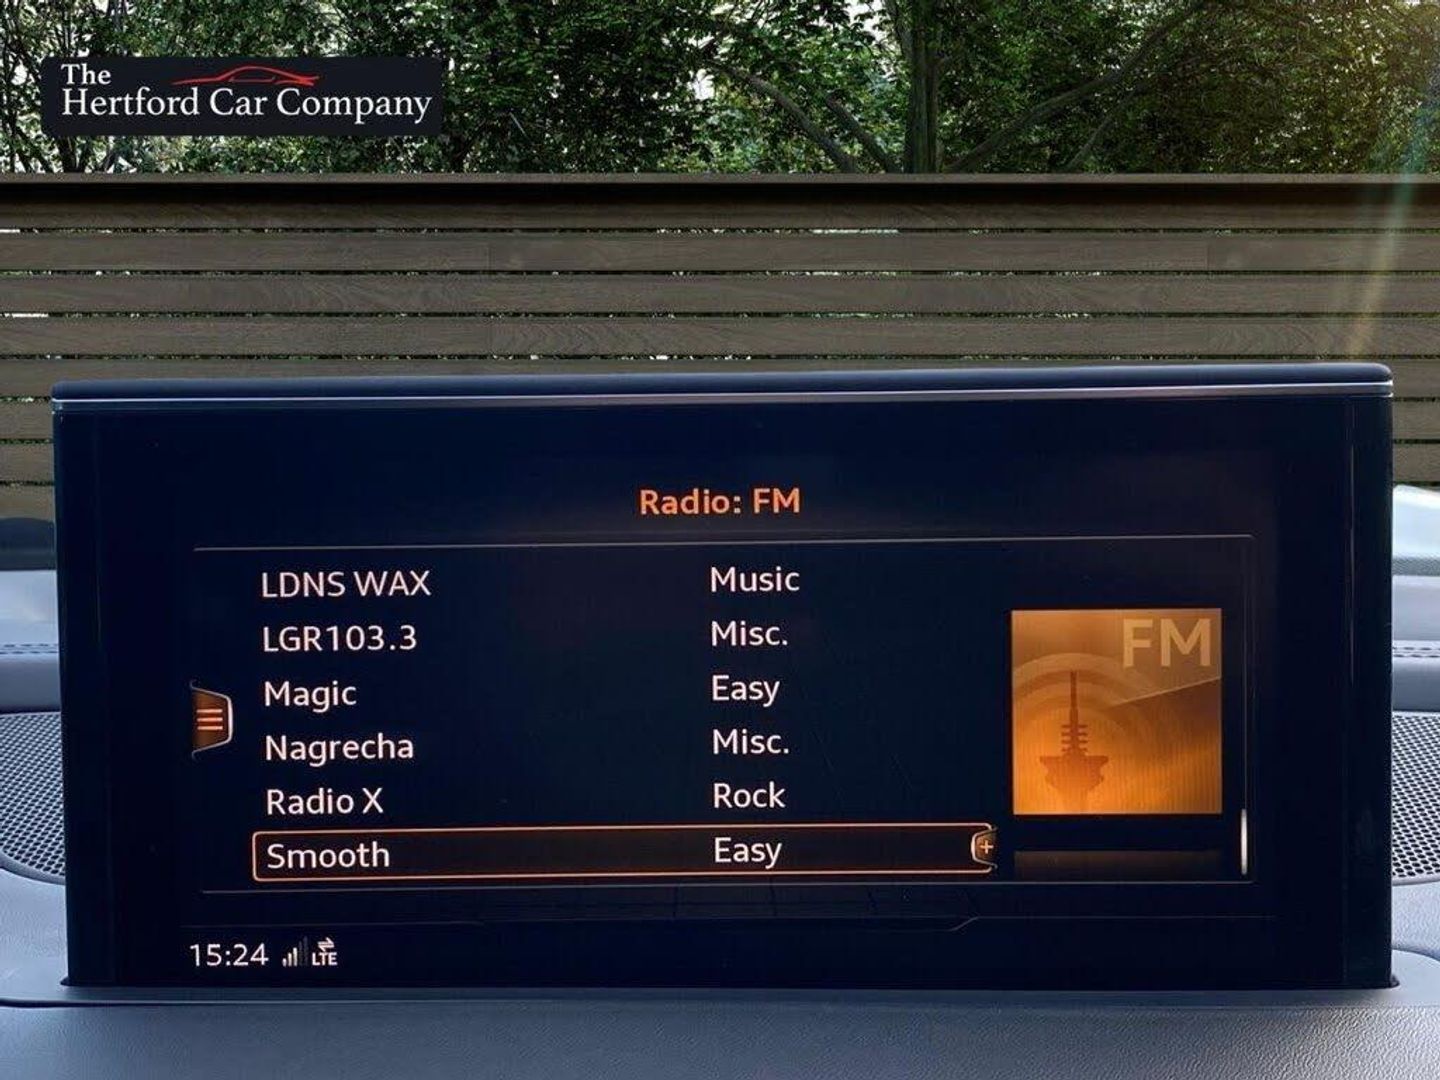 The
Hertford Car Company
Radio: FM
LDNS WAX Music
LGR103.3 Misc.
Magic Easy
Nagrecha Misc.
Radio X Rock
Smooth Easy
FM
15:24 LTE